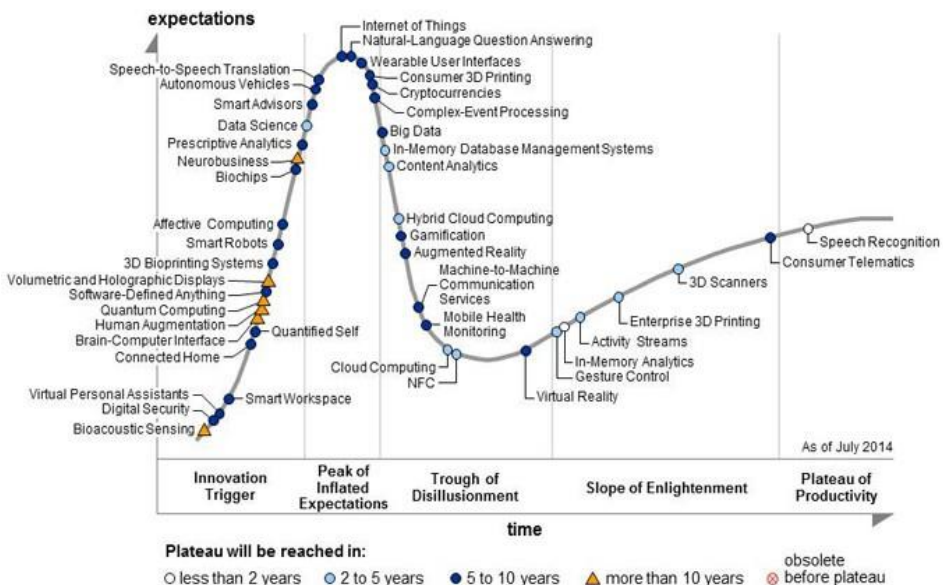 expectations
Internet of Things
Natural-Language Question Answering
Wearable User Interfaces
Speech-to-Speech Translation
Consumer 3D Printing
Autonomous Vehicles
Cryptocurrencies
Smart Advisors
Complex-Event Processing
Data Science
Big Data
Prescriptive Analytics
In-Memory Database Management Systems
Neurobusiness
Content Analytics
Biochips
Hybrid Cloud Computing
Affective Computing
Gamification
Speech Recognition
Smart Robots
Augmented Reality
Consumer Telematics
3D Bioprinting Systems
Machine-to-Machine
Communication
Services
3D Scanners
Volumetric and Holographic Displays
Software-Defined Anything
Quantum Computing
Mobile Health
Monitoring
Enterprise 3D Printing
Human Augmentation
Quantified Self
Brain-Computer Interface
Activity Streams
Connected Home
In-Memory Analytics
Cloud Computing
Gesture Control
NFC
Virtual Reality
Virtual Personal Assistants
Smart Workspace
Digital Security
Bioacoustic Sensing
As of July 2014
Innovation
Trigger
Peak of
Inflated
Expectations
Trough of
Disillusionment
Slope of Enlightenment
Plateau of
Productivity
time
Plateau will be reached in:
less than 2 years
2 to 5 years
5 to 10 years
more than 10 years
obsolete
before plateau